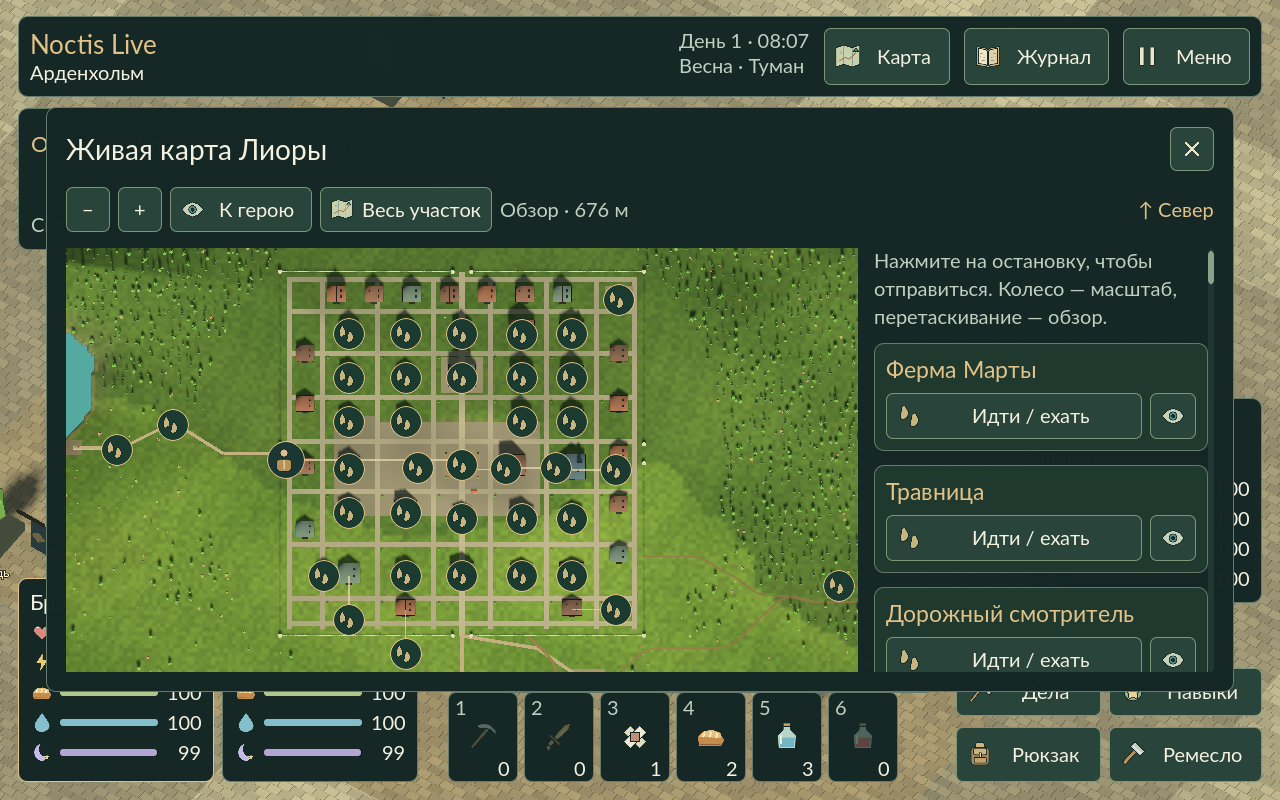 Noctis Live
Арденхольм
День 1 · 08:07
Весна · Туман
Карта
Журнал
Меню
Живая карта Лиоры
×
−
+
К герою
Весь участок
Обзор · 676 м
↑ Север
Нажмите на остановку, чтобы
отправиться. Колесо — масштаб,
перетаскивание — обзор.
Ферма Марты
Идти / ехать
Травница
Идти / ехать
Дорожный смотритель
Идти / ехать
100
100
99
100
100
99
1
0
2
0
3
1
4
2
5
3
6
0
Дела
Навыки
Рюкзак
Ремесло